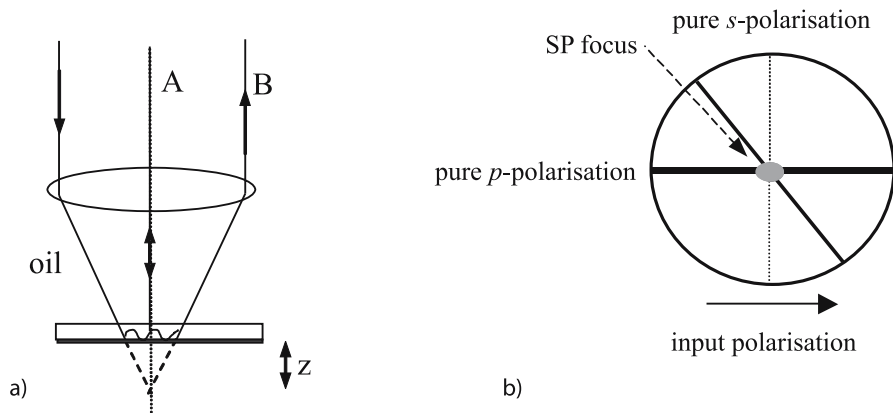 A
B
oil
z
a)
pure s-polarisation
SP focus
pure p-polarisation
input polarisation
b)